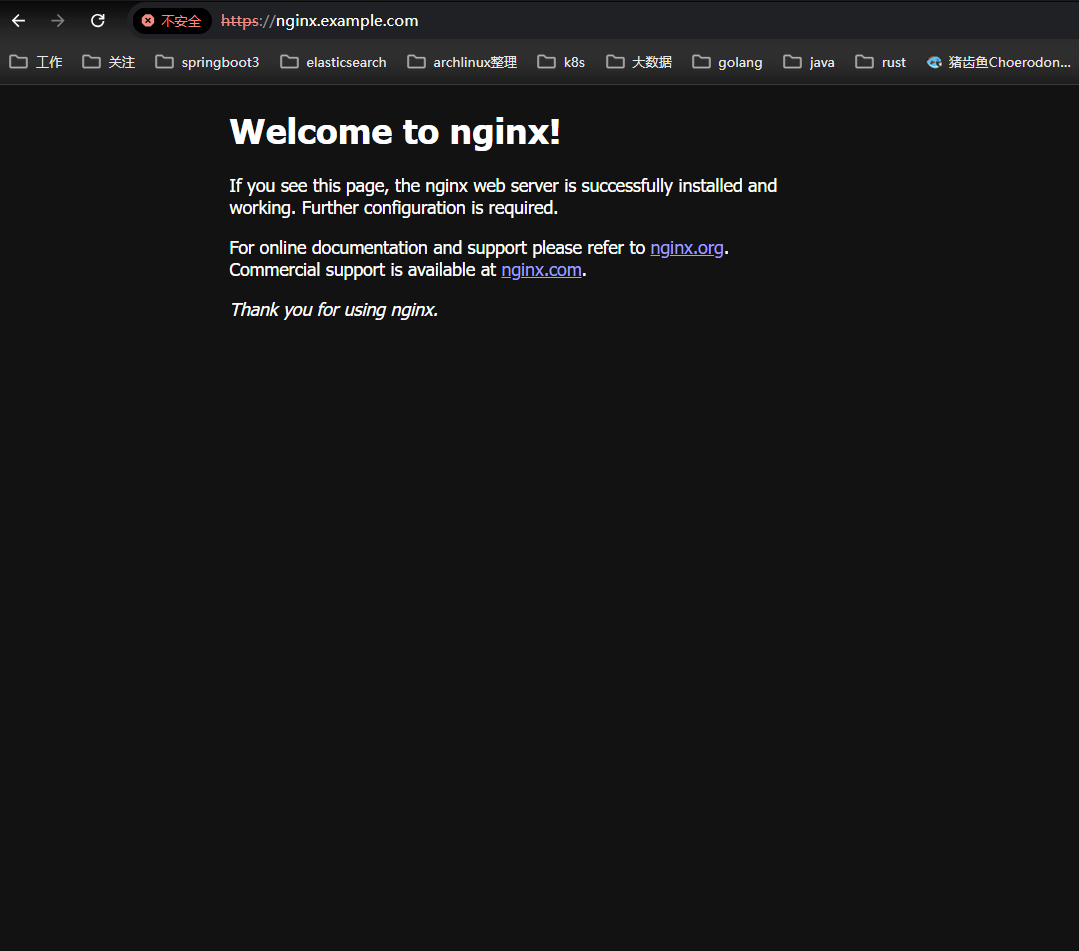 不安全 https://nginx.example.com
工作 关注 springboot3 elasticsearch archlinux整理 k8s 大数据 golang java rust 猪齿鱼Choerodon...
Welcome to nginx!
If you see this page, the nginx web server is successfully installed and
working. Further configuration is required.
For online documentation and support please refer to nginx.org.
Commercial support is available at nginx.com.
Thank you for using nginx.